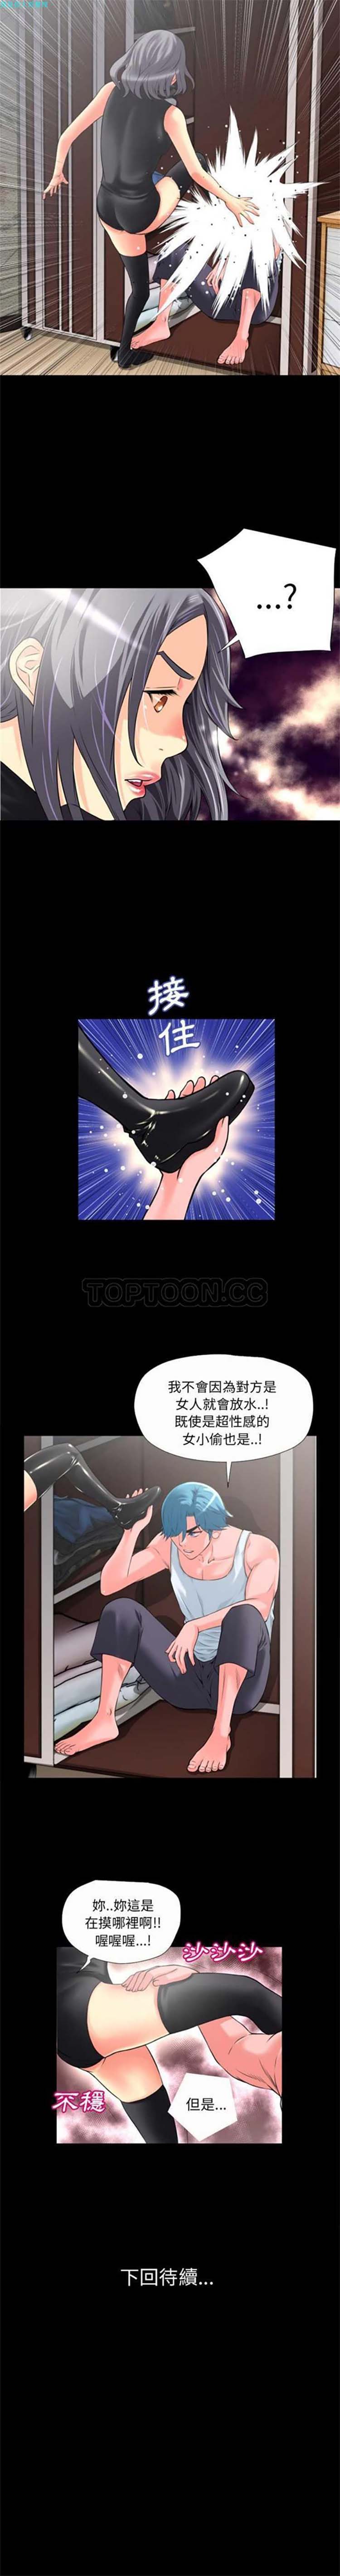 ...?
接
住
TOPTOON.CC
我不會因為對方是
女人就會放水..!
既使是超性感的
女小偷也是..!
妳..妳這是
在摸哪裡啊!!
喔喔喔...!
沙沙沙
不穩
但是...
下回待續...